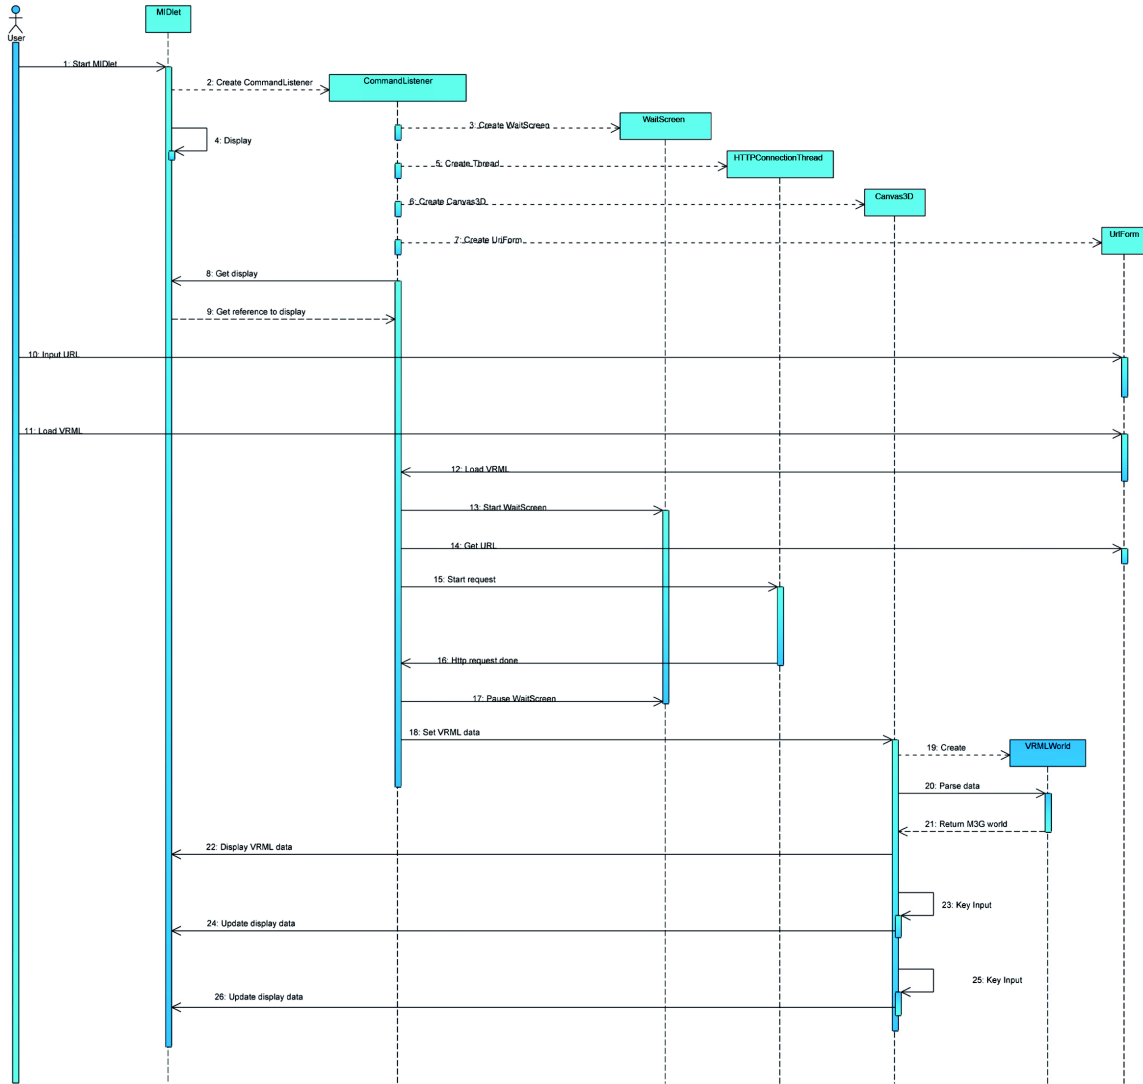 MIDlet
User
1: Start MIDlet
2: Create CommandListener
CommandListener
3: Create WaitScreen
WaitScreen
4: Display
5: Create Thread
HTTPConnectionThread
6: Create Canvas3D
Canvas3D
7: Create UrlForm
UrlForm
8: Get display
9: Get reference to display
10: Input URL
11: Load VRML
12: Load VRML
13: Start WaitScreen
14: Get URL
15: Start request
16: Http request done
17: Pause WaitScreen
18: Set VRML data
19: Create
VRMLWorld
20: Parse data
21: Return M3G world
22: Display VRML data
23: Key Input
24: Update display data
25: Key Input
26: Update display data